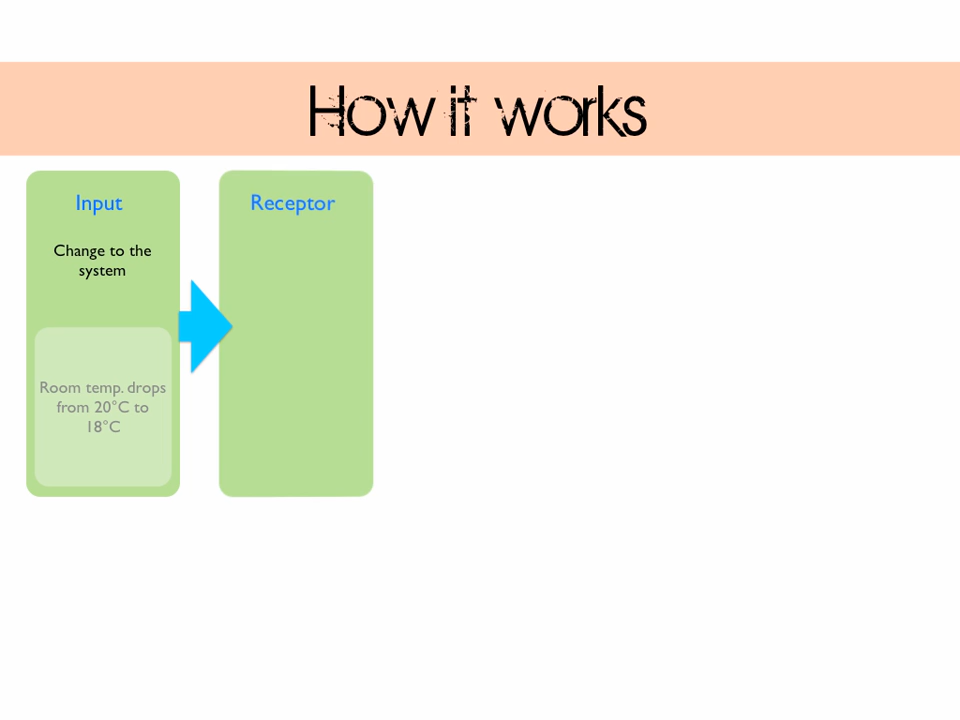 How it works
Input
Change to the
system
Room temp. drops
from 20°C to
18°C
Receptor